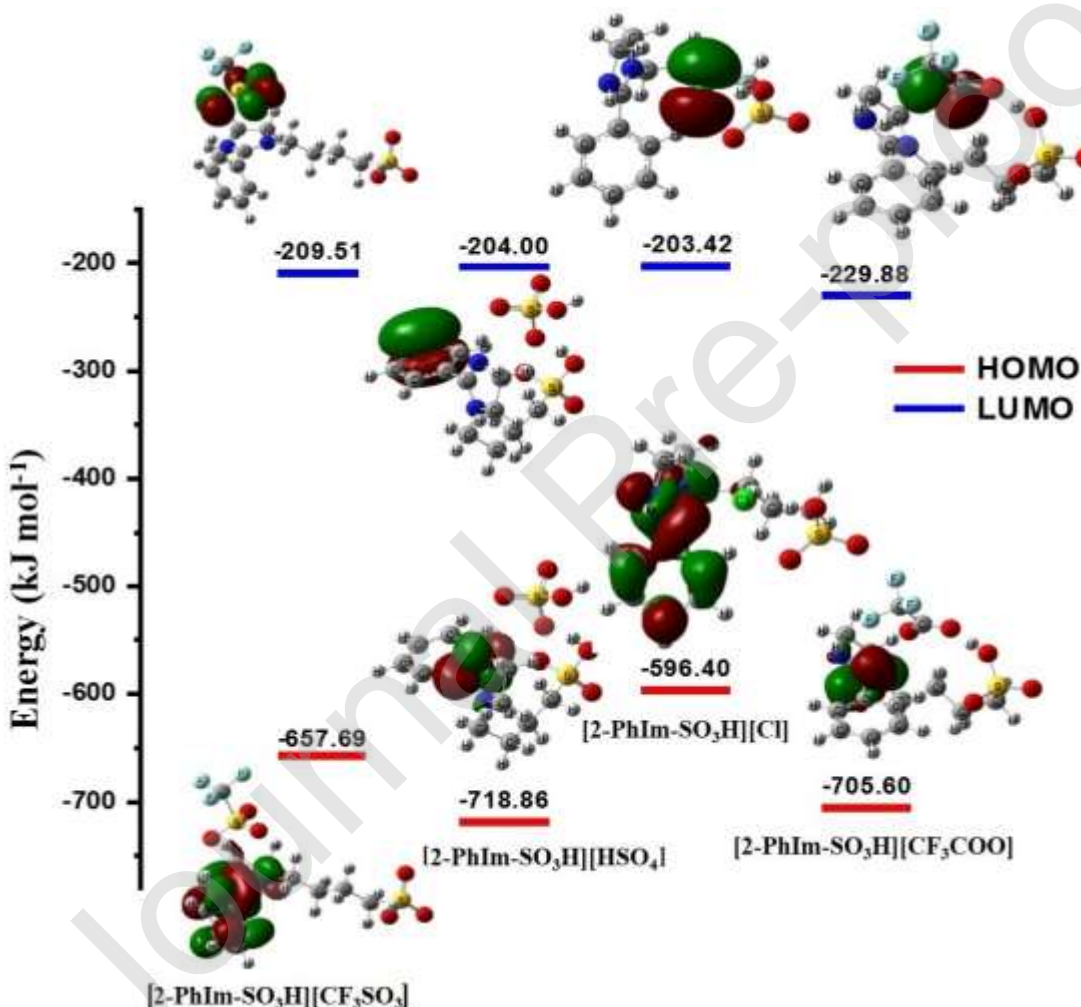 -200
-300
-400
-500
-600
-700
Energy (kJ mol⁻¹)
-209.51
-204.00
-203.42
-229.88
HOMO
LUMO
-596.40
[2-PhIm-SO₃H][Cl]
-657.69
-718.86
-705.60
[2-PhIm-SO₃H][HSO₄]
[2-PhIm-SO₃H][CF₃COO]
[2-PhIm-SO₃H][CF₃SO₃]
Journal Pre-proo